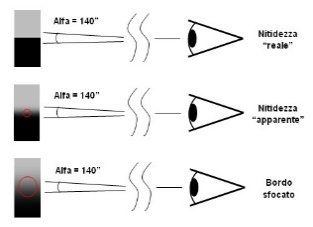 Alfa = 140"
Nitidezza
"reale"
Alfa = 140"
Nitidezza
"apparente"
Alfa = 140"
Bordo
sfocato